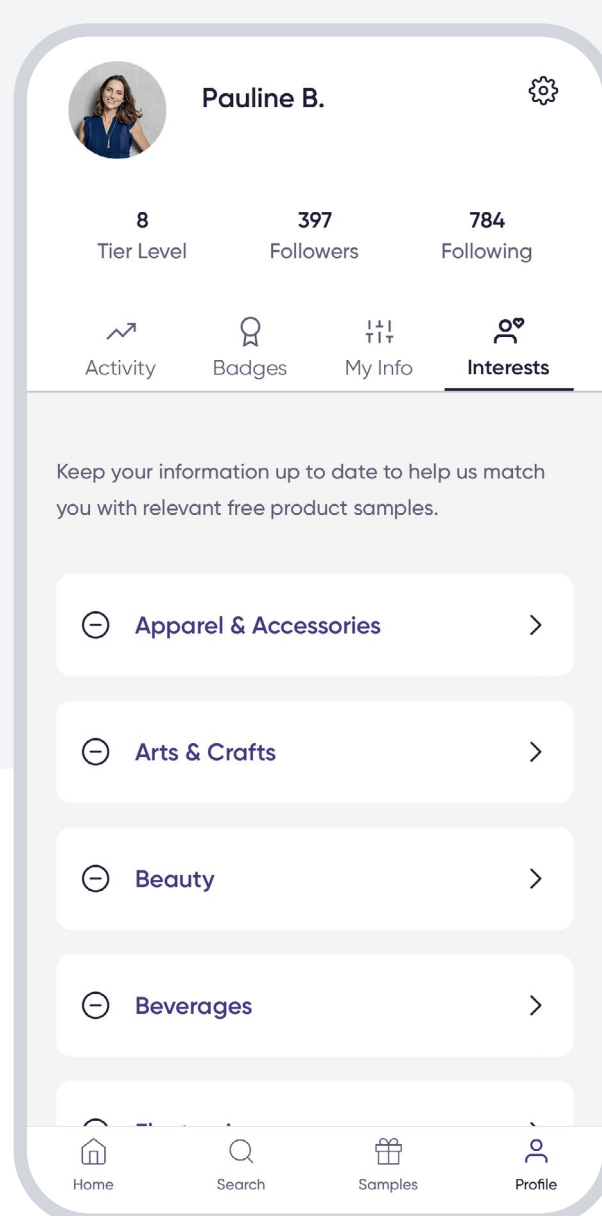 Pauline B.
8
Tier Level
397
Followers
784
Following
Activity
Badges
My Info
Interests
Keep your information up to date to help us match
you with relevant free product samples.
Apparel & Accessories
Arts & Crafts
Beauty
Beverages
Home
Search
Samples
Profile